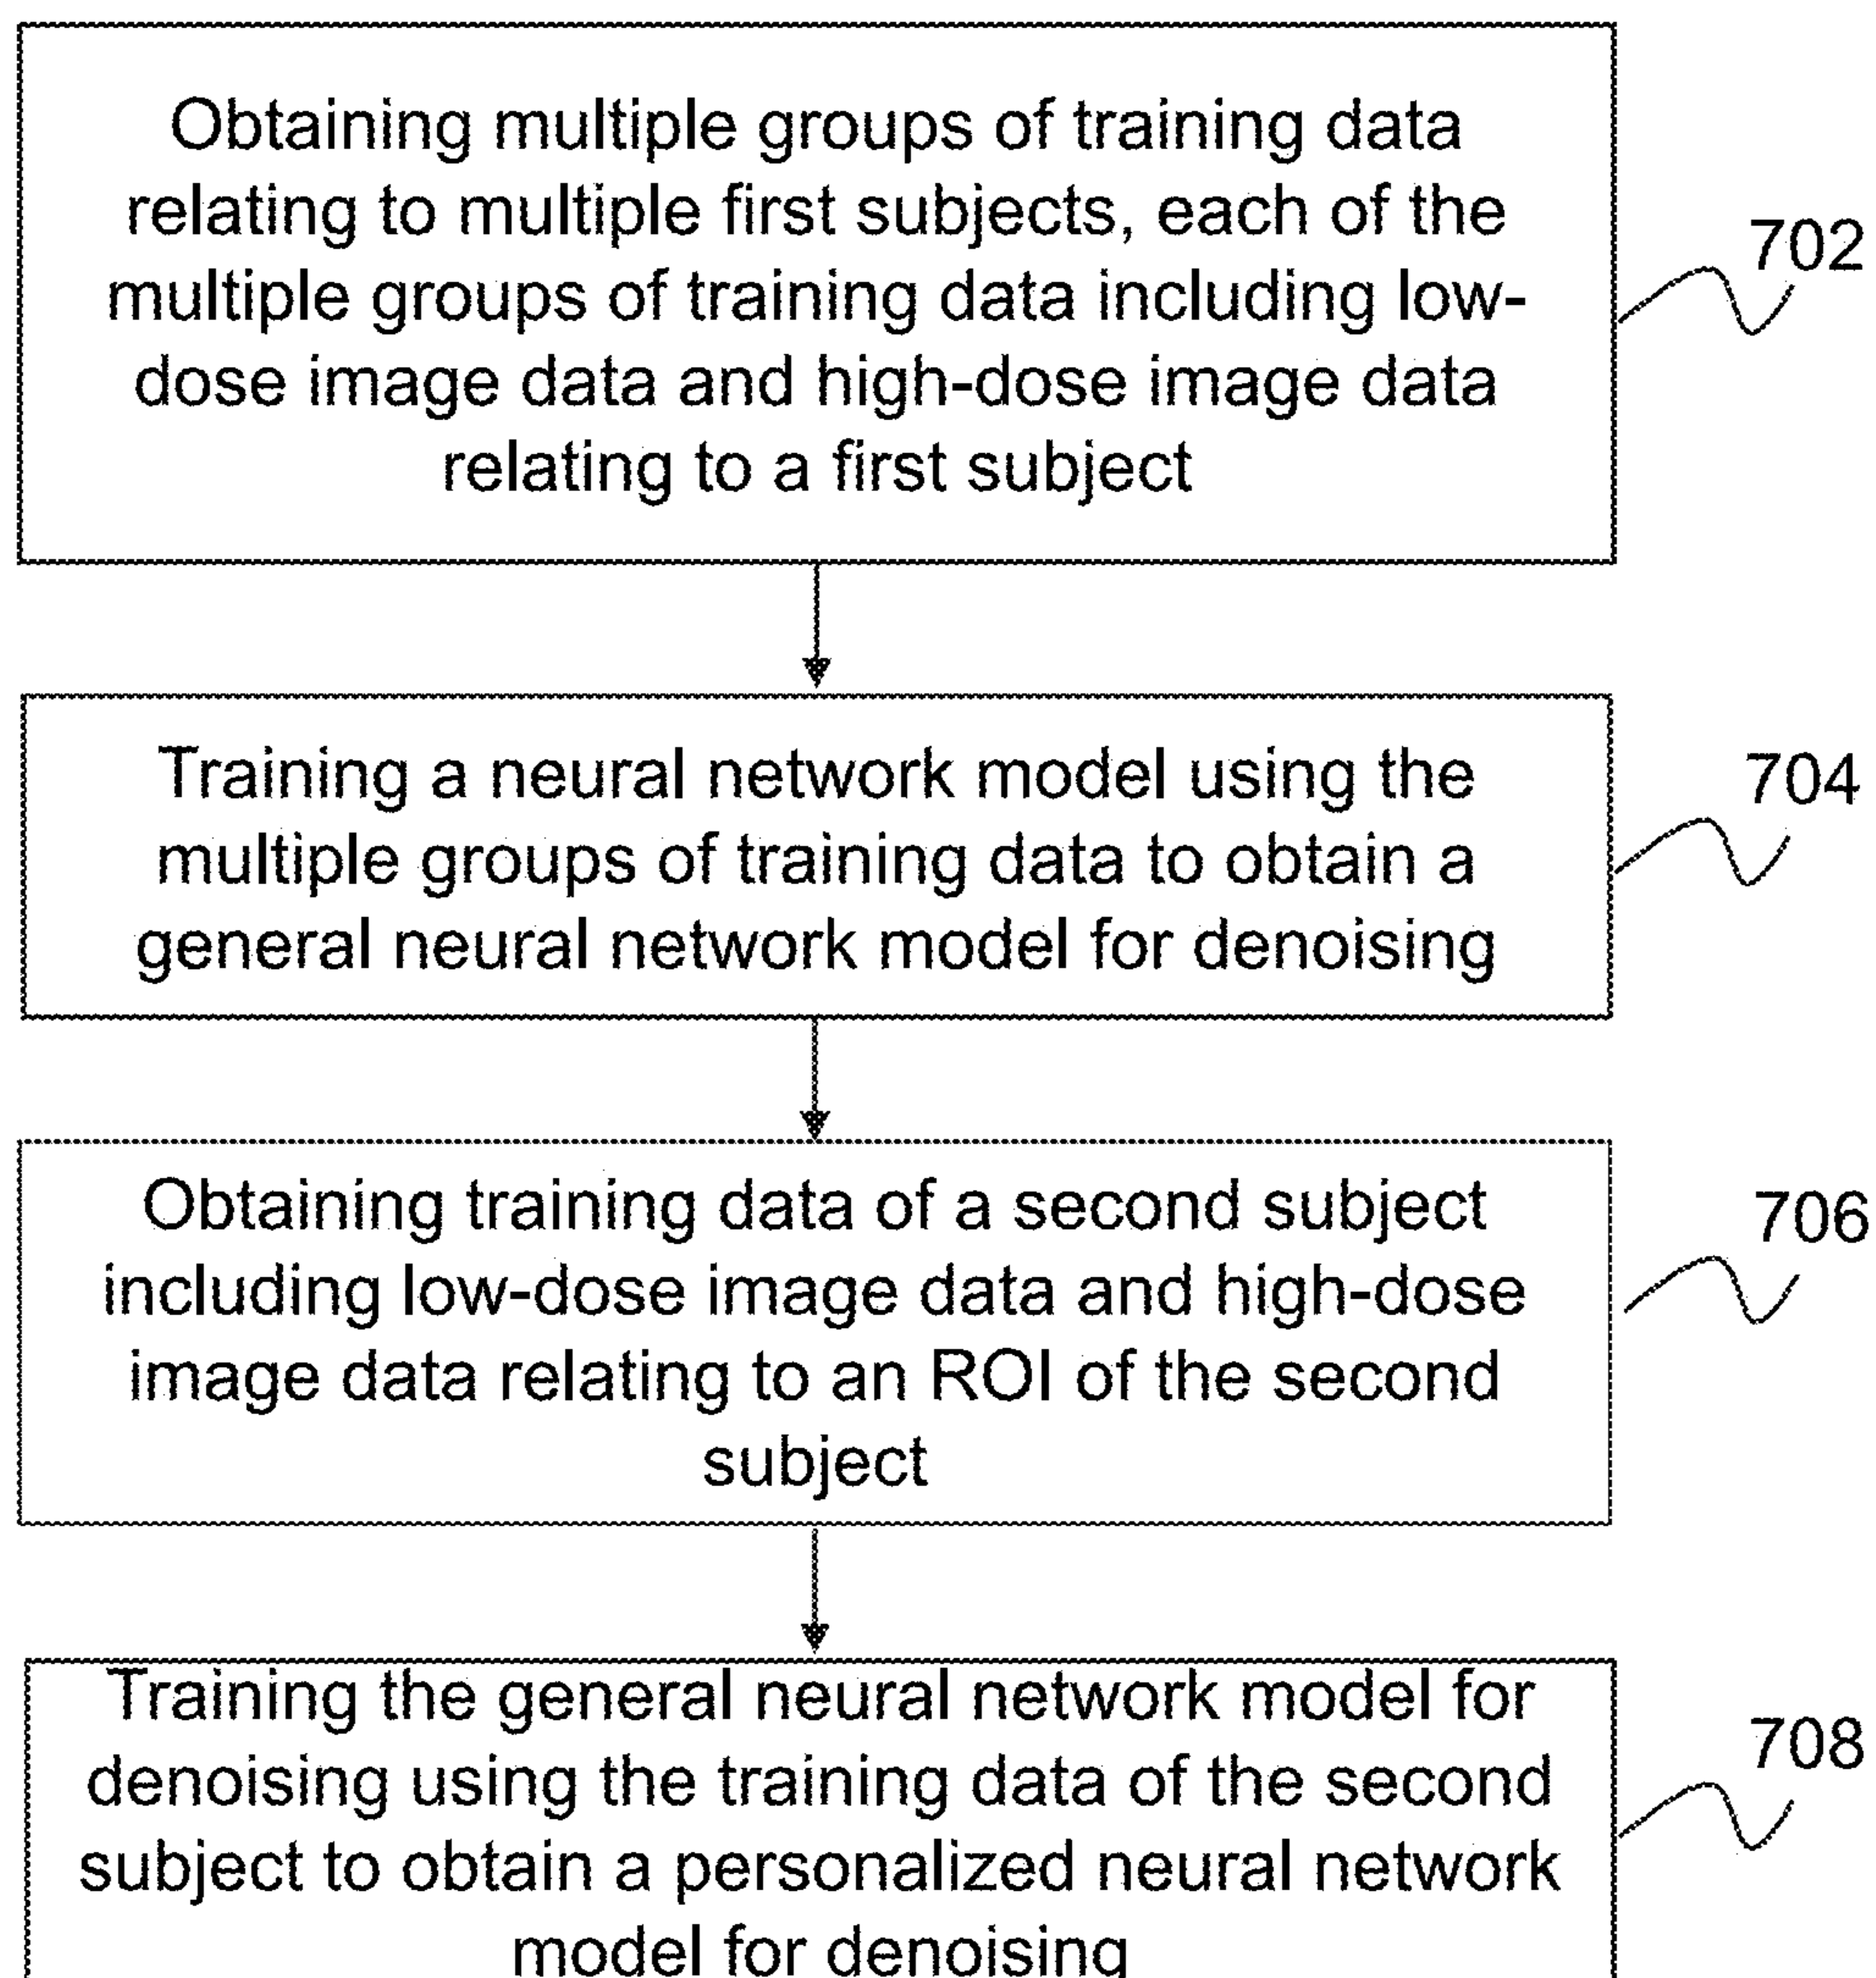 Obtaining multiple groups of training data
relating to multiple first subjects, each of the
multiple groups of training data including low-
dose image data and high-dose image data
relating to a first subject
702
Training a neural network model using the
multiple groups of training data to obtain a
general neural network model for denoising
704
Obtaining training data of a second subject
including low-dose image data and high-dose
image data relating to an ROI of the second
subject
706
Training the general neural network model for
denoising using the training data of the second
subject to obtain a personalized neural network
model for denoising
708